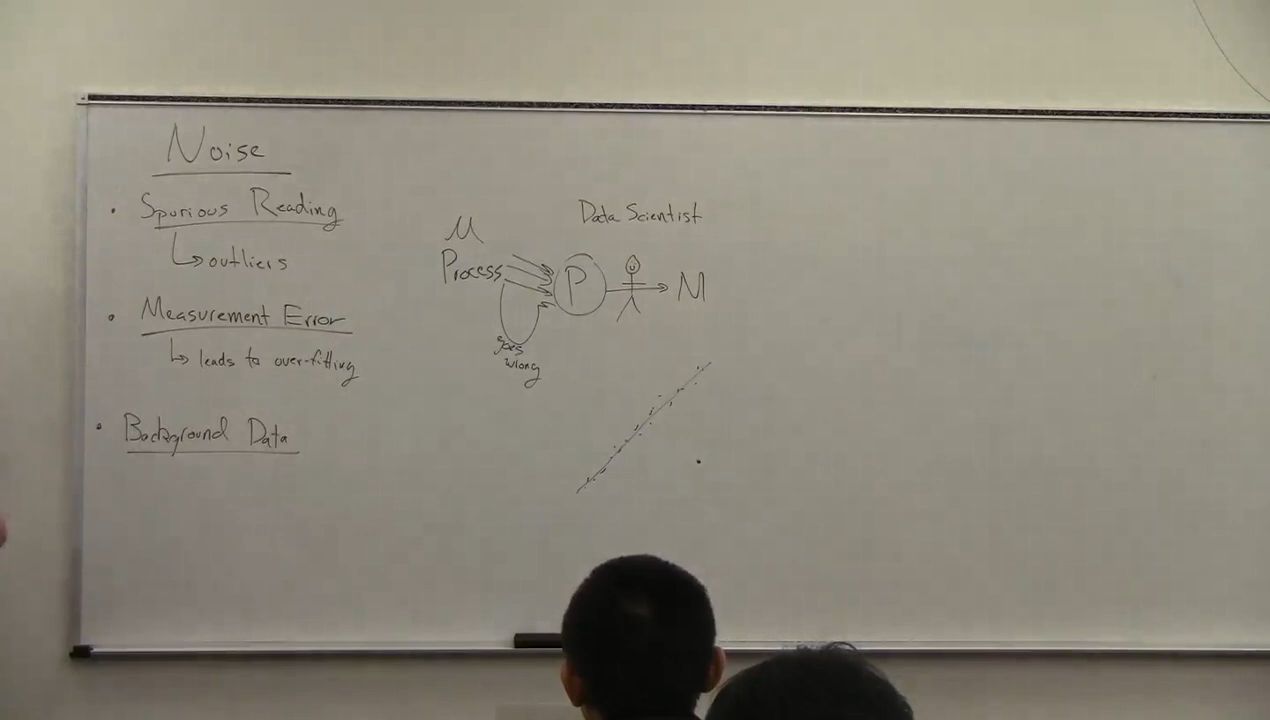 Noise
• Spurious Reading
↳ outliers
• Measurement Error
↳ leads to over-fitting
• Background Data
Data Scientist
M
Process
P
M
goes
wrong